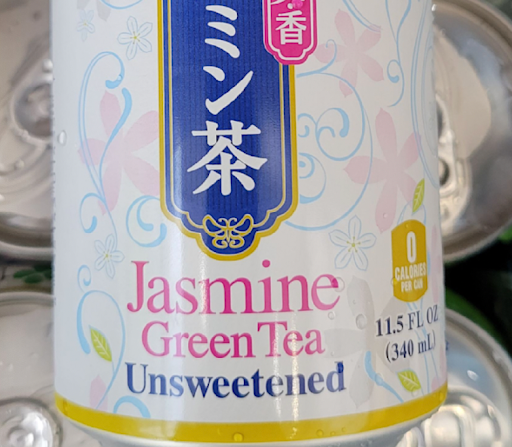 香
ミン茶
Jasmine
Green Tea
Unsweetened
0
CALORIES
PER CAN
11.5 FL OZ
(340 mL)